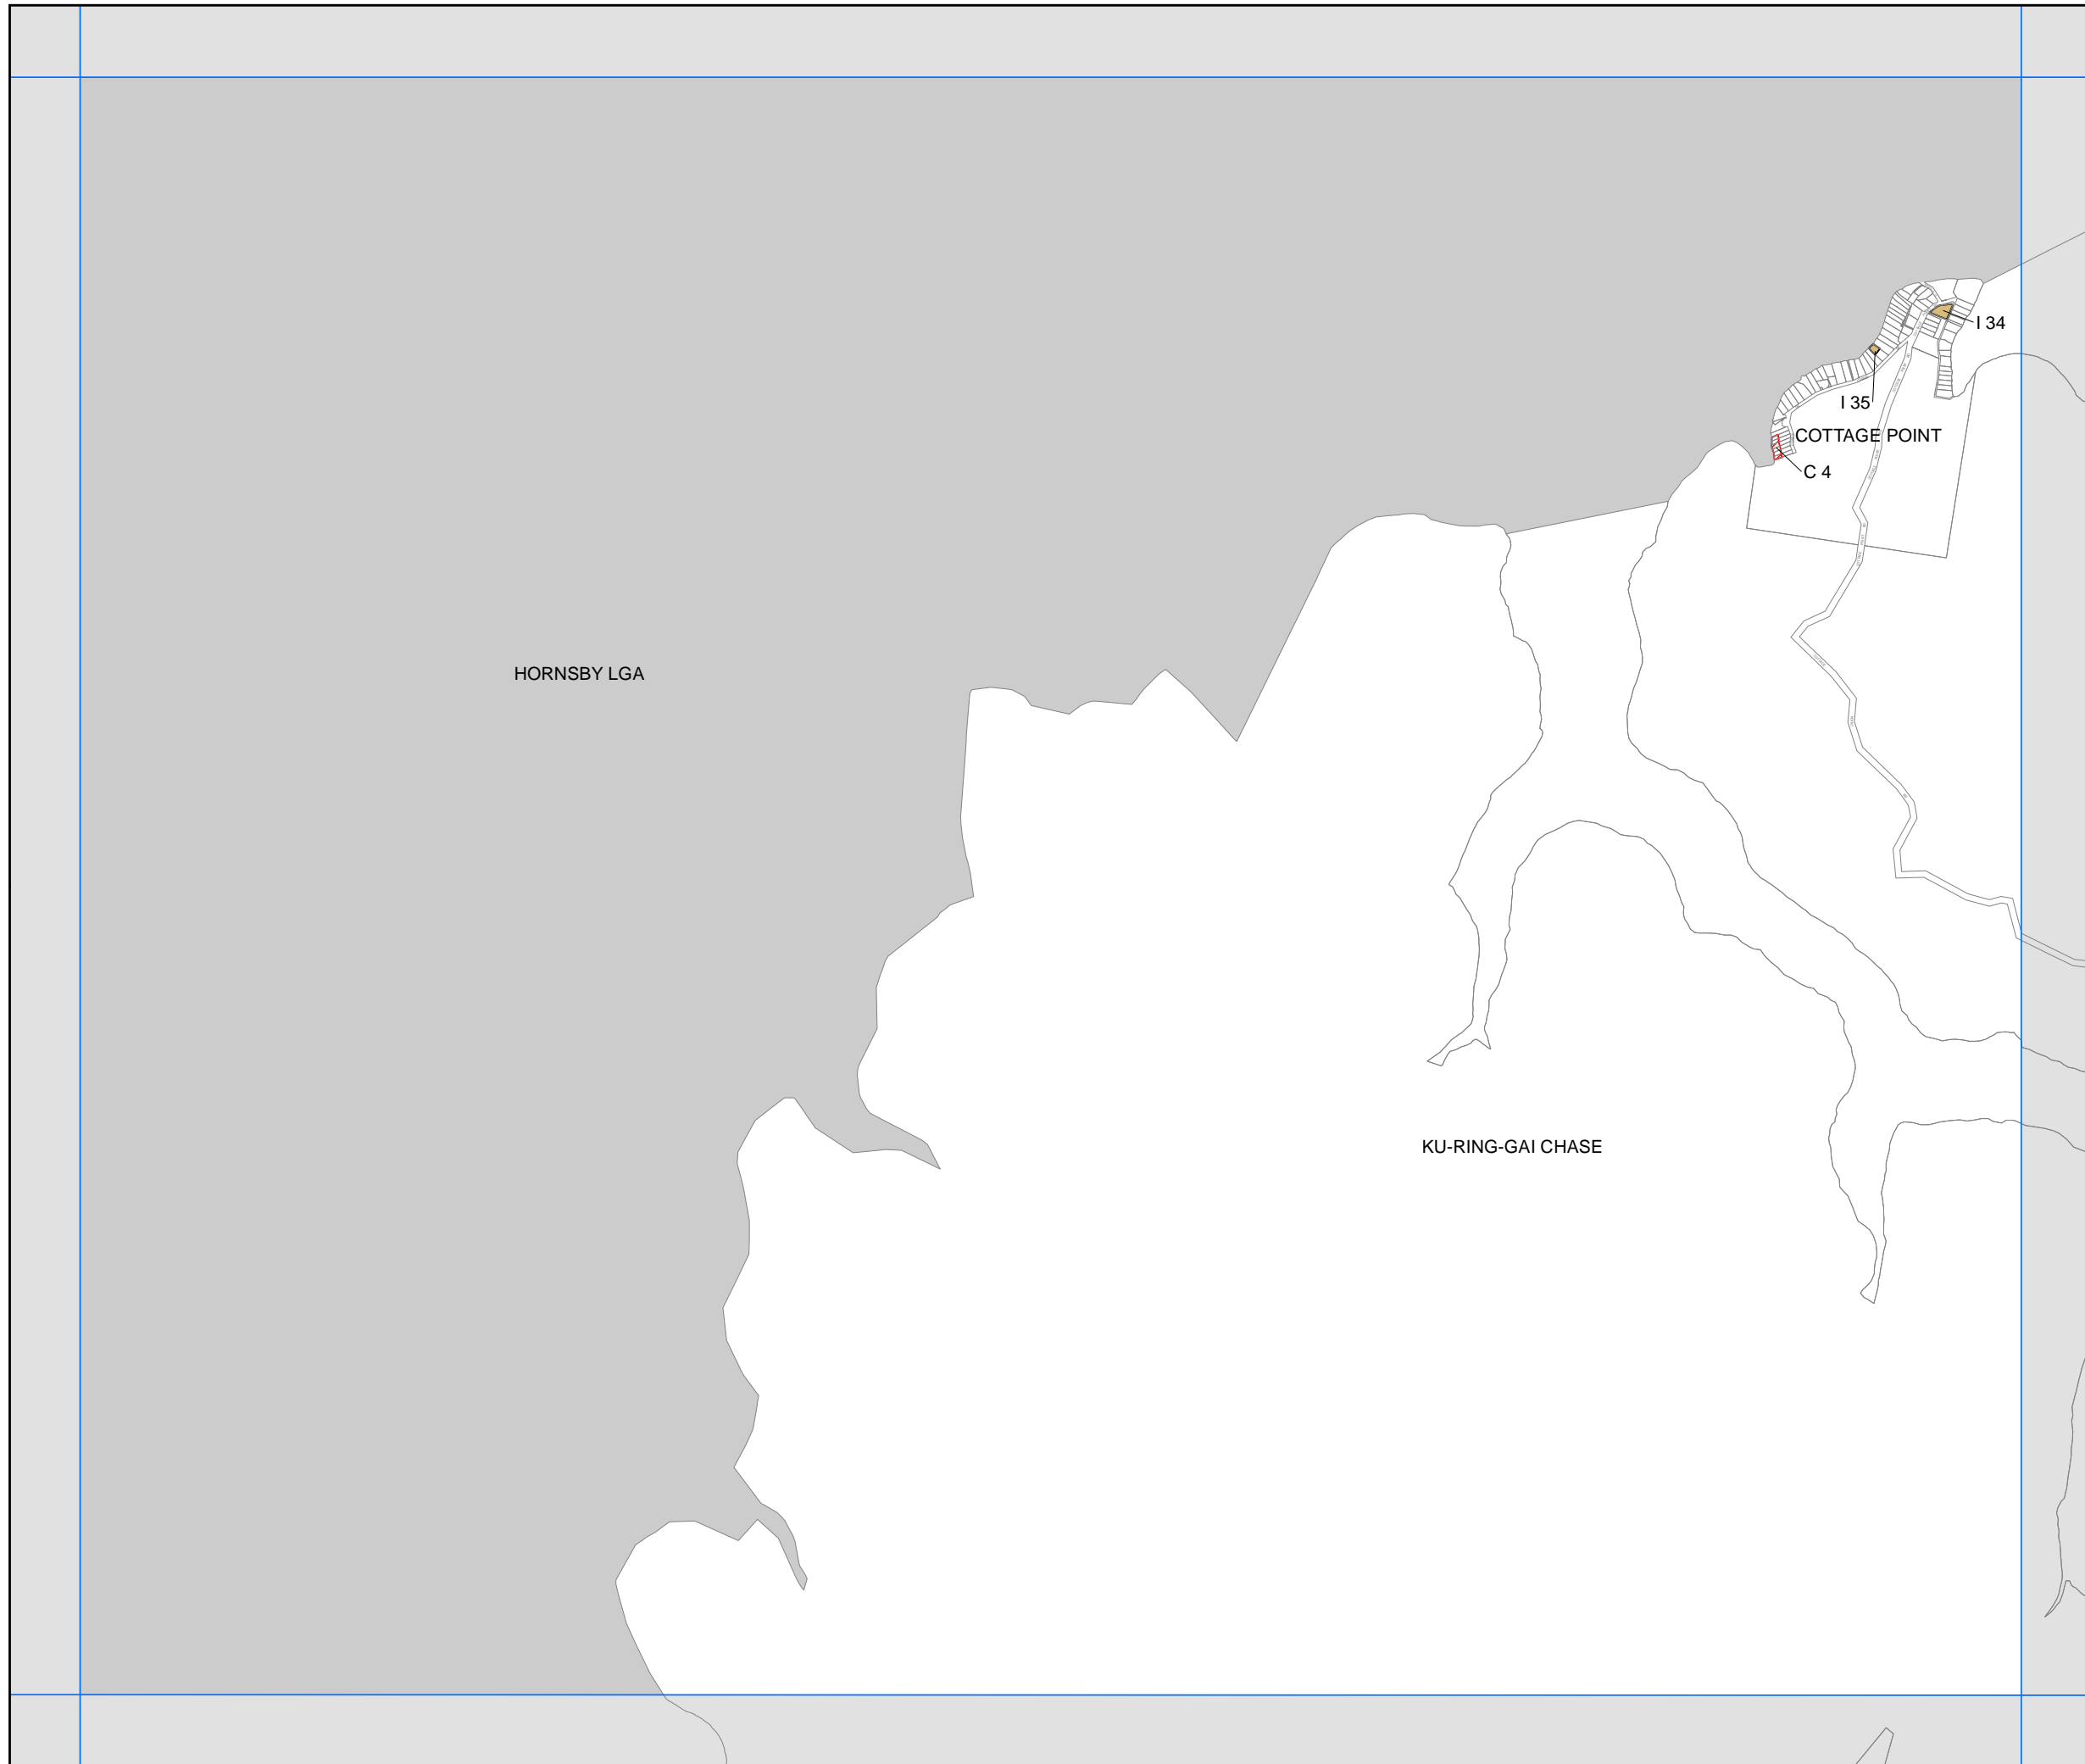 I 34
I 35
COTTAGE POINT
C 4
HORNSBY LGA
KU-RING-GAI CHASE